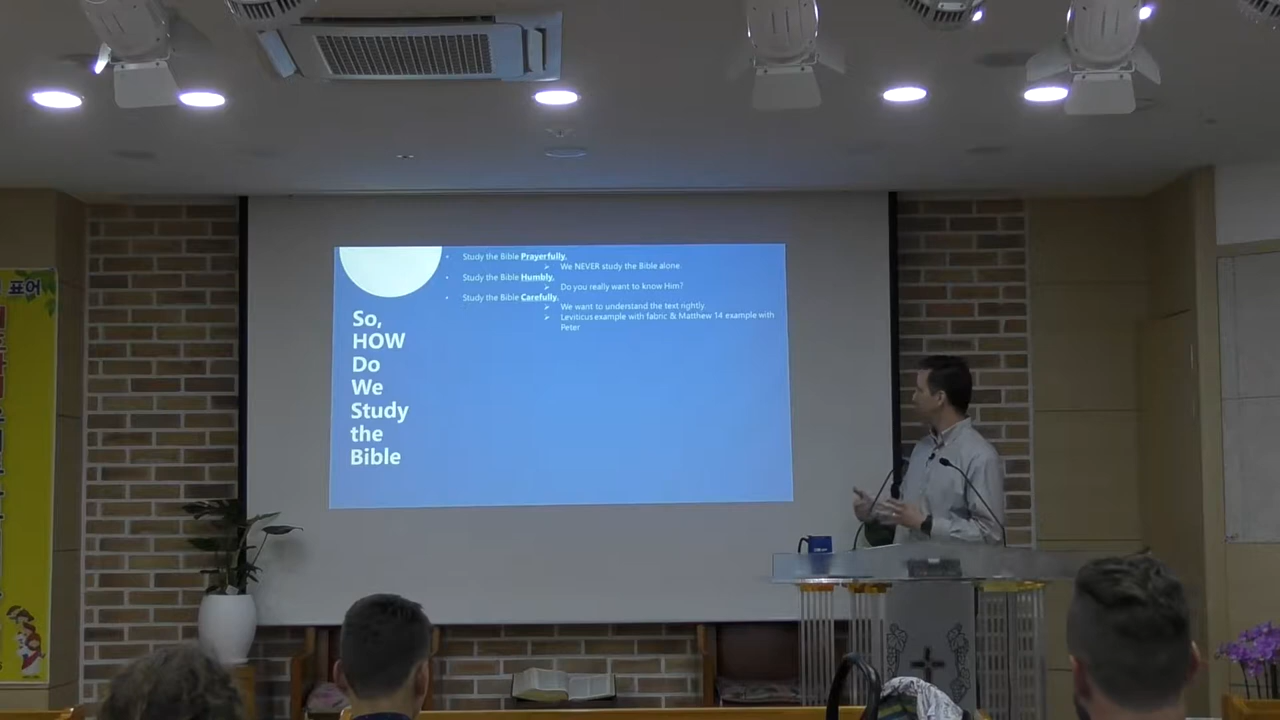 표어
So,
HOW
Do
We
Study
the
Bible
• Study the Bible Prayerfully.
➢ We NEVER study the Bible alone.
• Study the Bible Humbly.
➢ Do you really want to know Him?
• Study the Bible Carefully.
➢ We want to understand the text rightly.
➢ Leviticus example with fabric & Matthew 14 example with
Peter